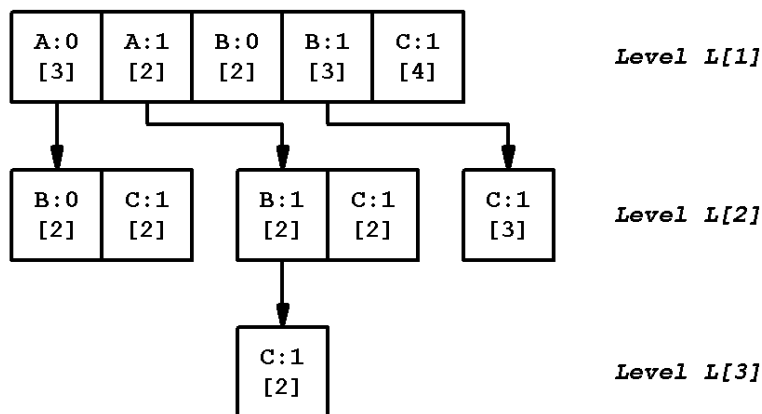 A:0 A:1 B:0 B:1 C:1
[3] [2] [2] [3] [4]
Level L[1]
B:0 C:1 B:1 C:1 C:1
[2] [2] [2] [2] [3]
Level L[2]
C:1
[2]
Level L[3]